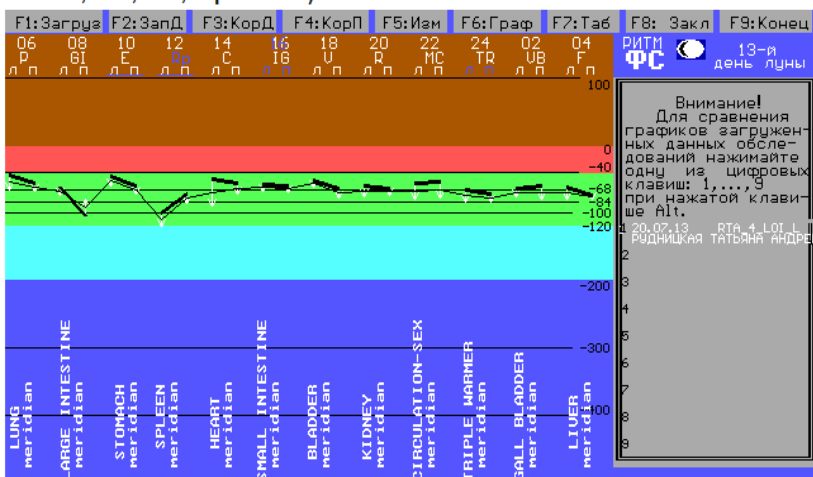 F1:Загруз F2:ЗапД F3:КорД F4:КорП F5:Изм F6:Граф F7:Таб F8: Закл F9:Конец
06 08 10 12 14 16 18 20 22 24 02 04
P GI E Rp C IG V R MC TR VB F
л п л п л п л п л п л п л п л п л п л п л п л п
РИТМ
ФС
13-й
день луны
100
0
-40
-68
-84
-100
-120
-200
-300
-400
LUNG
meridian
LARGE INTESTINE
meridian
STOMACH
meridian
SPLEEN
meridian
HEART
meridian
SMALL INTESTINE
meridian
BLADDER
meridian
KIDNEY
meridian
CIRCULATION-SEX
meridian
TRIPLE WARMER
meridian
GALL BLADDER
meridian
LIVER
meridian
Внимание!
Для сравнения
графиков загружен-
ных данных обсле-
дований нажимайте
одну из цифровых
клавиш: 1,...,9
при нажатой клави-
ше Alt.
1 20.07.13 RTA_4_LOI_L
РУДНИЦКАЯ ТАТЬЯНА АНДРЕ
2
3
4
5
6
7
8
9